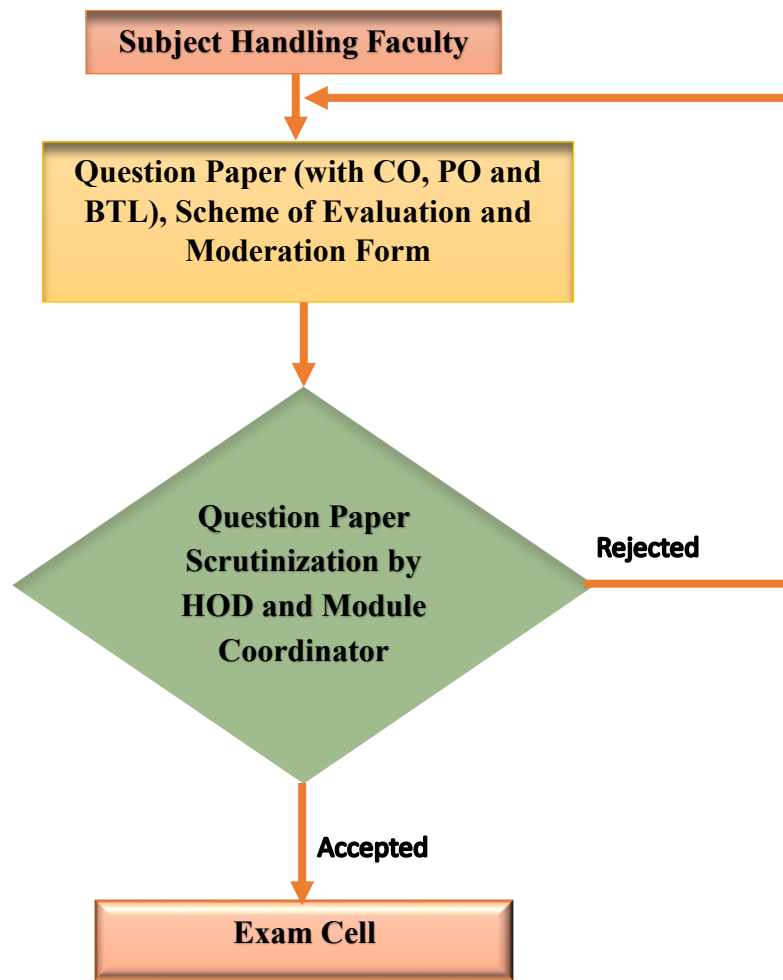 Subject Handling Faculty
Question Paper (with CO, PO and
BTL), Scheme of Evaluation and
Moderation Form
Question Paper
Scrutinization by
HOD and Module
Coordinator
Rejected
Accepted
Exam Cell